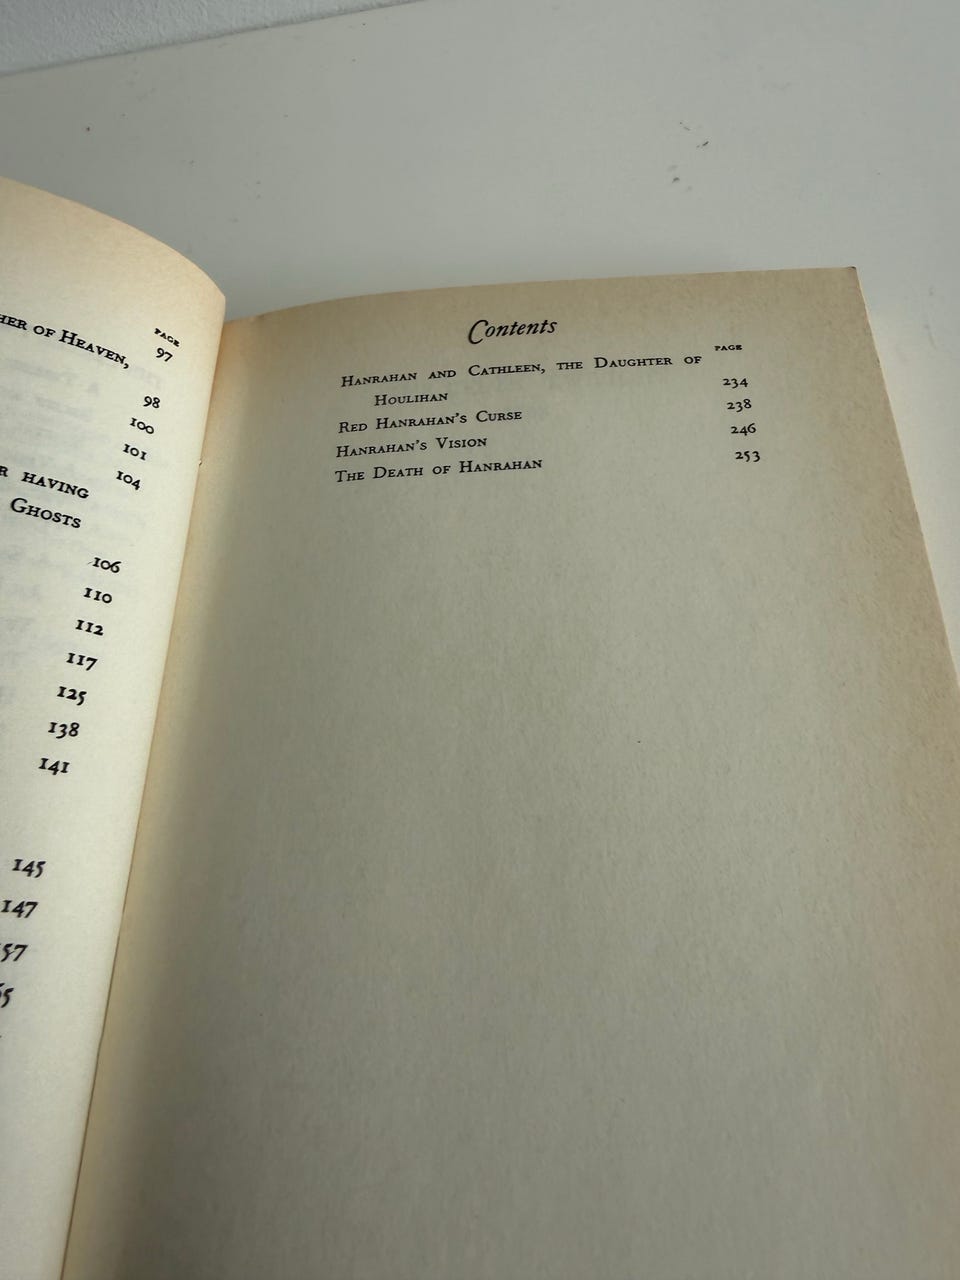 PAGE
OF HEAVEN,
97
98
100
101
104
HAVING
GHOSTS
106
110
112
117
125
138
141
145
147
Contents
PAGE
HANRAHAN AND CATHLEEN, THE DAUGHTER OF
HOULIHAN 234
RED HANRAHAN'S CURSE 238
HANRAHAN'S VISION 246
THE DEATH OF HANRAHAN 253